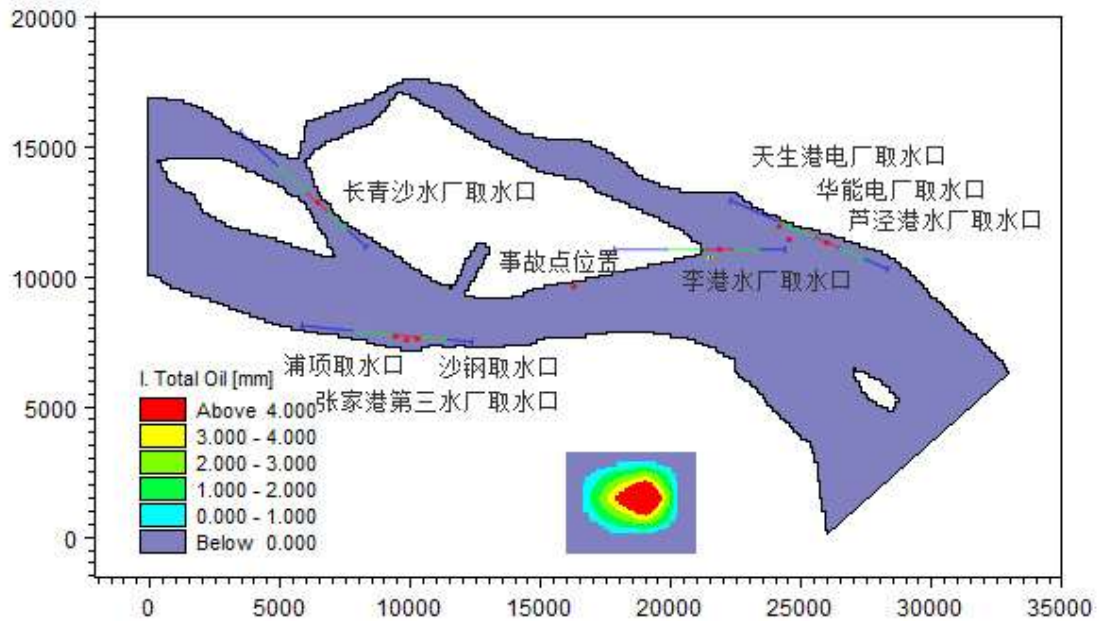 20000
15000
10000
5000
0
天生港电厂取水口
华能电厂取水口
芦泾港水厂取水口
长青沙水厂取水口
事故点位置
李港水厂取水口
浦项取水口 沙钢取水口
张家港第三水厂取水口
I. Total Oil [mm]
Above 4.000
3.000 - 4.000
2.000 - 3.000
1.000 - 2.000
0.000 - 1.000
Below 0.000
0 5000 10000 15000 20000 25000 30000 35000